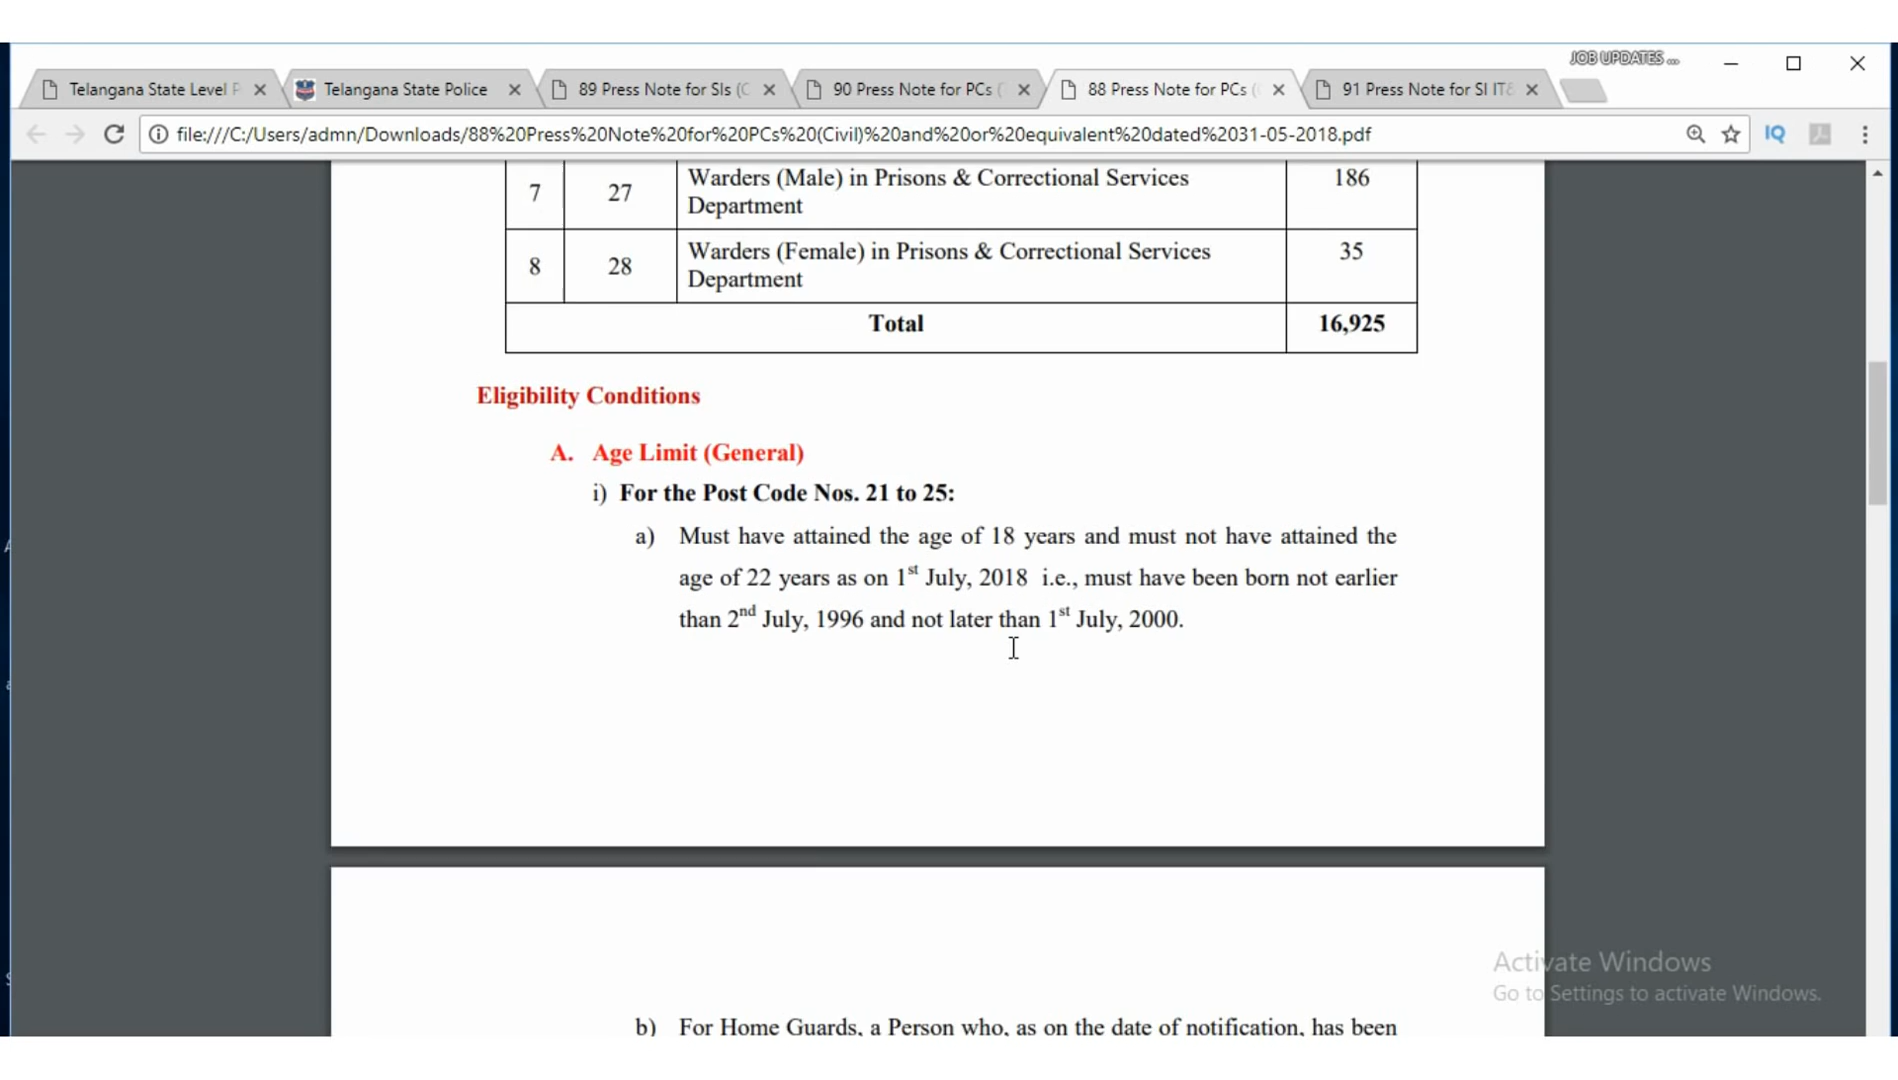 JOB UPDATES ...
Telangana State Level P
Telangana State Police
89 Press Note for SIs (C
90 Press Note for PCs (
88 Press Note for PCs (
91 Press Note for SI IT&
file:///C:/Users/admn/Downloads/88%20Press%20Note%20for%20PCs%20(Civil)%20and%20or%20equivalent%20dated%2031-05-2018.pdf
IQ
7 27 Warders (Male) in Prisons & Correctional Services 186
Department
8 28 Warders (Female) in Prisons & Correctional Services 35
Department
Total 16,925
Eligibility Conditions
A. Age Limit (General)
i) For the Post Code Nos. 21 to 25:
a) Must have attained the age of 18 years and must not have attained the
age of 22 years as on 1st July, 2018 i.e., must have been born not earlier
than 2nd July, 1996 and not later than 1st July, 2000.
Activate Windows
Go to Settings to activate Windows.
b) For Home Guards, a Person who, as on the date of notification, has been